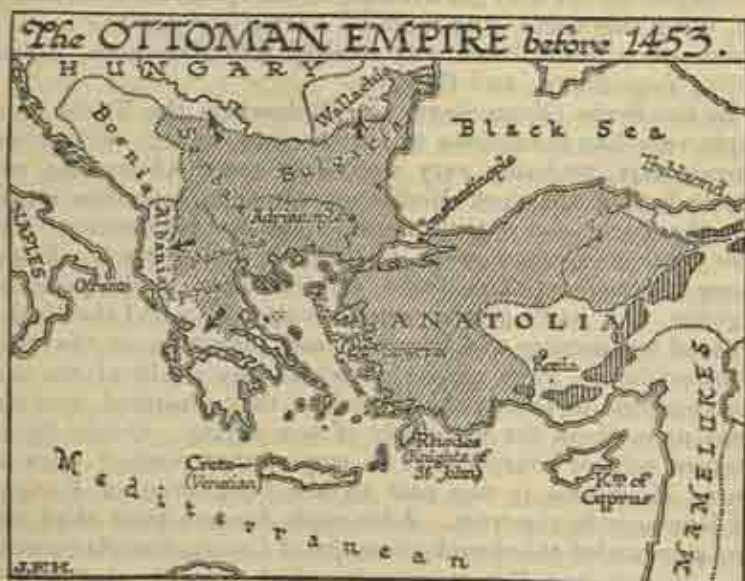 The OTTOMAN EMPIRE before 1453.
HUNGARY
Wallachia
Bosnia
Black Sea
Bulgaria
Trebizond
Constantinople
Adrianople
Albania
NAPLES
Otranto
ANATOLIA
Konia
MAMELUKES
Rhodes
(Knights of
St John)
Crete
(Venetian)
Km of
Cyprus
Mediterranean
J.F.H.